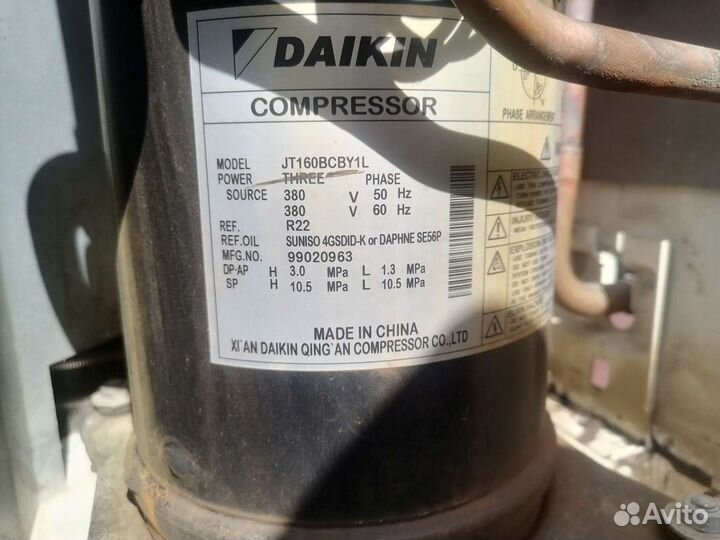 DAIKIN
COMPRESSOR
PHASE ARRANGEMENT
MODEL JT160BCBY1L
POWER THREE PHASE
SOURCE 380 V 50 Hz
380 V 60 Hz
REF. R22
REF.OIL SUNISO 4GSDID-K or DAPHNE SE56P
MFG.NO. 99020963
DP-AP H 3.0 MPa L 1.3 MPa
SP H 10.5 MPa L 10.5 MPa
MADE IN CHINA
XI'AN DAIKIN QING'AN COMPRESSOR CO.,LTD
Avito